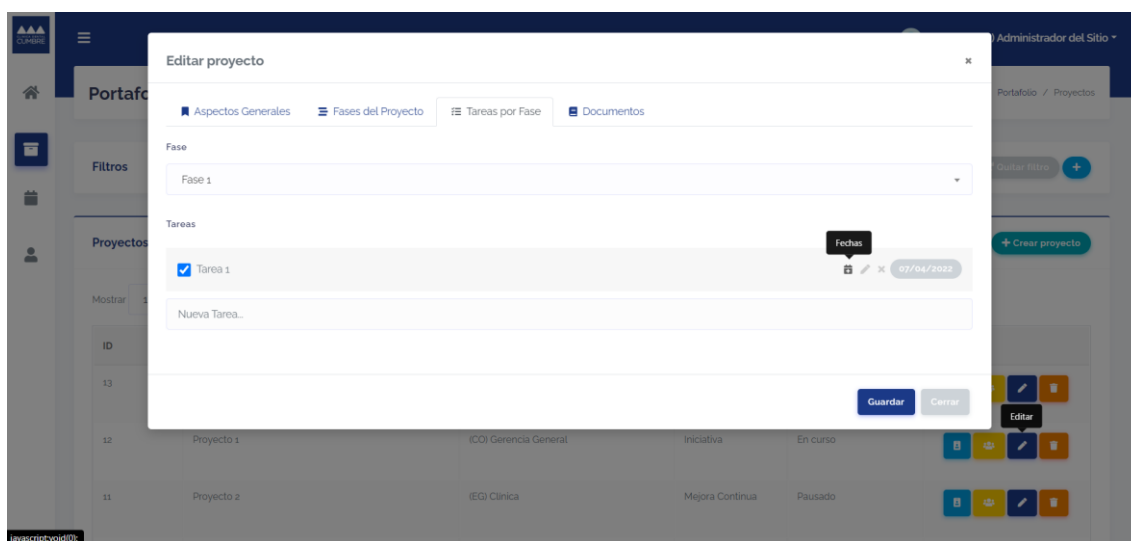 CUMBRE
) Administrador del Sitio
Editar proyecto
×
Portafo
Portafolio / Proyectos
Aspectos Generales
Fases del Proyecto
Tareas por Fase
Documentos
Fase
Filtros
Quitar filtro
+
Fase 1
Tareas
Proyectos
Fechas
+ Crear proyecto
Tarea 1
07/04/2022
Mostrar 1
Nueva Tarea...
ID
13
Guardar
Cerrar
Editar
12
Proyecto 1
(CO) Gerencia General
Iniciativa
En curso
11
Proyecto 2
(EG) Clínica
Mejora Continua
Pausado
javascript:void(0);